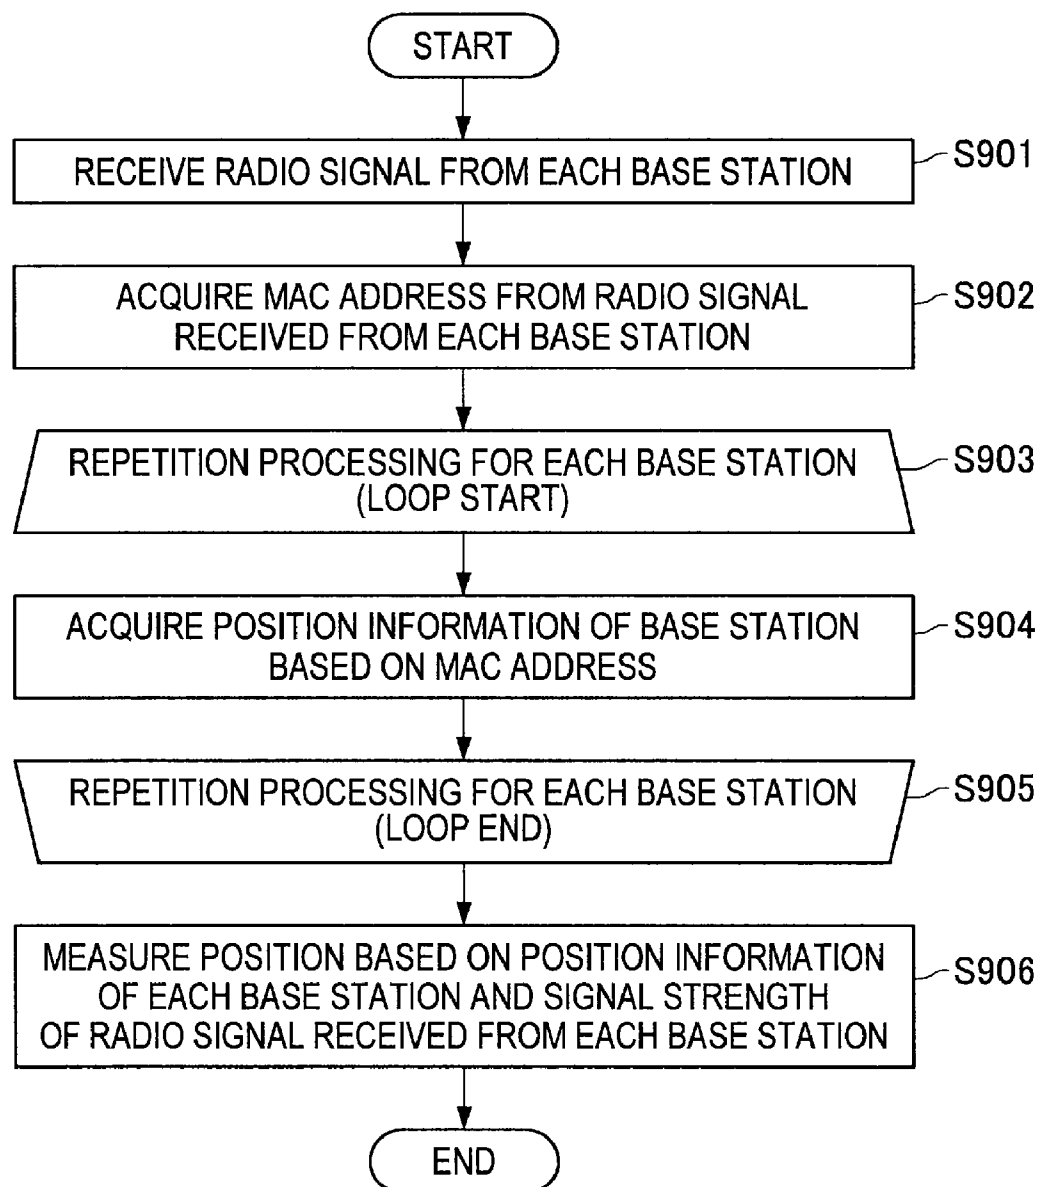 START
RECEIVE RADIO SIGNAL FROM EACH BASE STATION
S901
ACQUIRE MAC ADDRESS FROM RADIO SIGNAL
RECEIVED FROM EACH BASE STATION
S902
REPETITION PROCESSING FOR EACH BASE STATION
(LOOP START)
S903
ACQUIRE POSITION INFORMATION OF BASE STATION
BASED ON MAC ADDRESS
S904
REPETITION PROCESSING FOR EACH BASE STATION
(LOOP END)
S905
MEASURE POSITION BASED ON POSITION INFORMATION
OF EACH BASE STATION AND SIGNAL STRENGTH
OF RADIO SIGNAL RECEIVED FROM EACH BASE STATION
S906
END